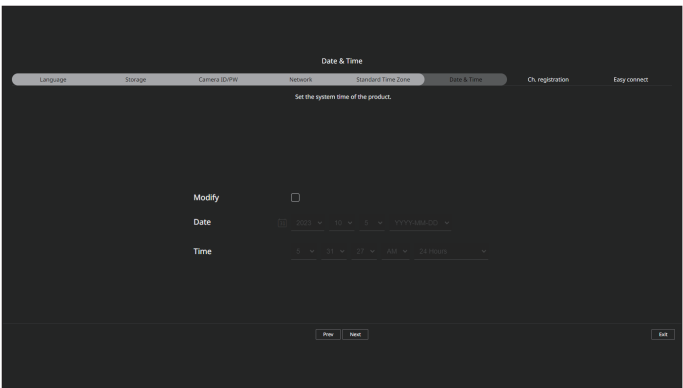 Date & Time
Language Storage Camera ID/PW Network Standard Time Zone Date & Time Ch. registration Easy connect
Set the system time of the product.
Modify
Date 2022 10 5 YYYY-MM-DD
Time 5 31 27 AM 24 Hours
Prev Next Exit